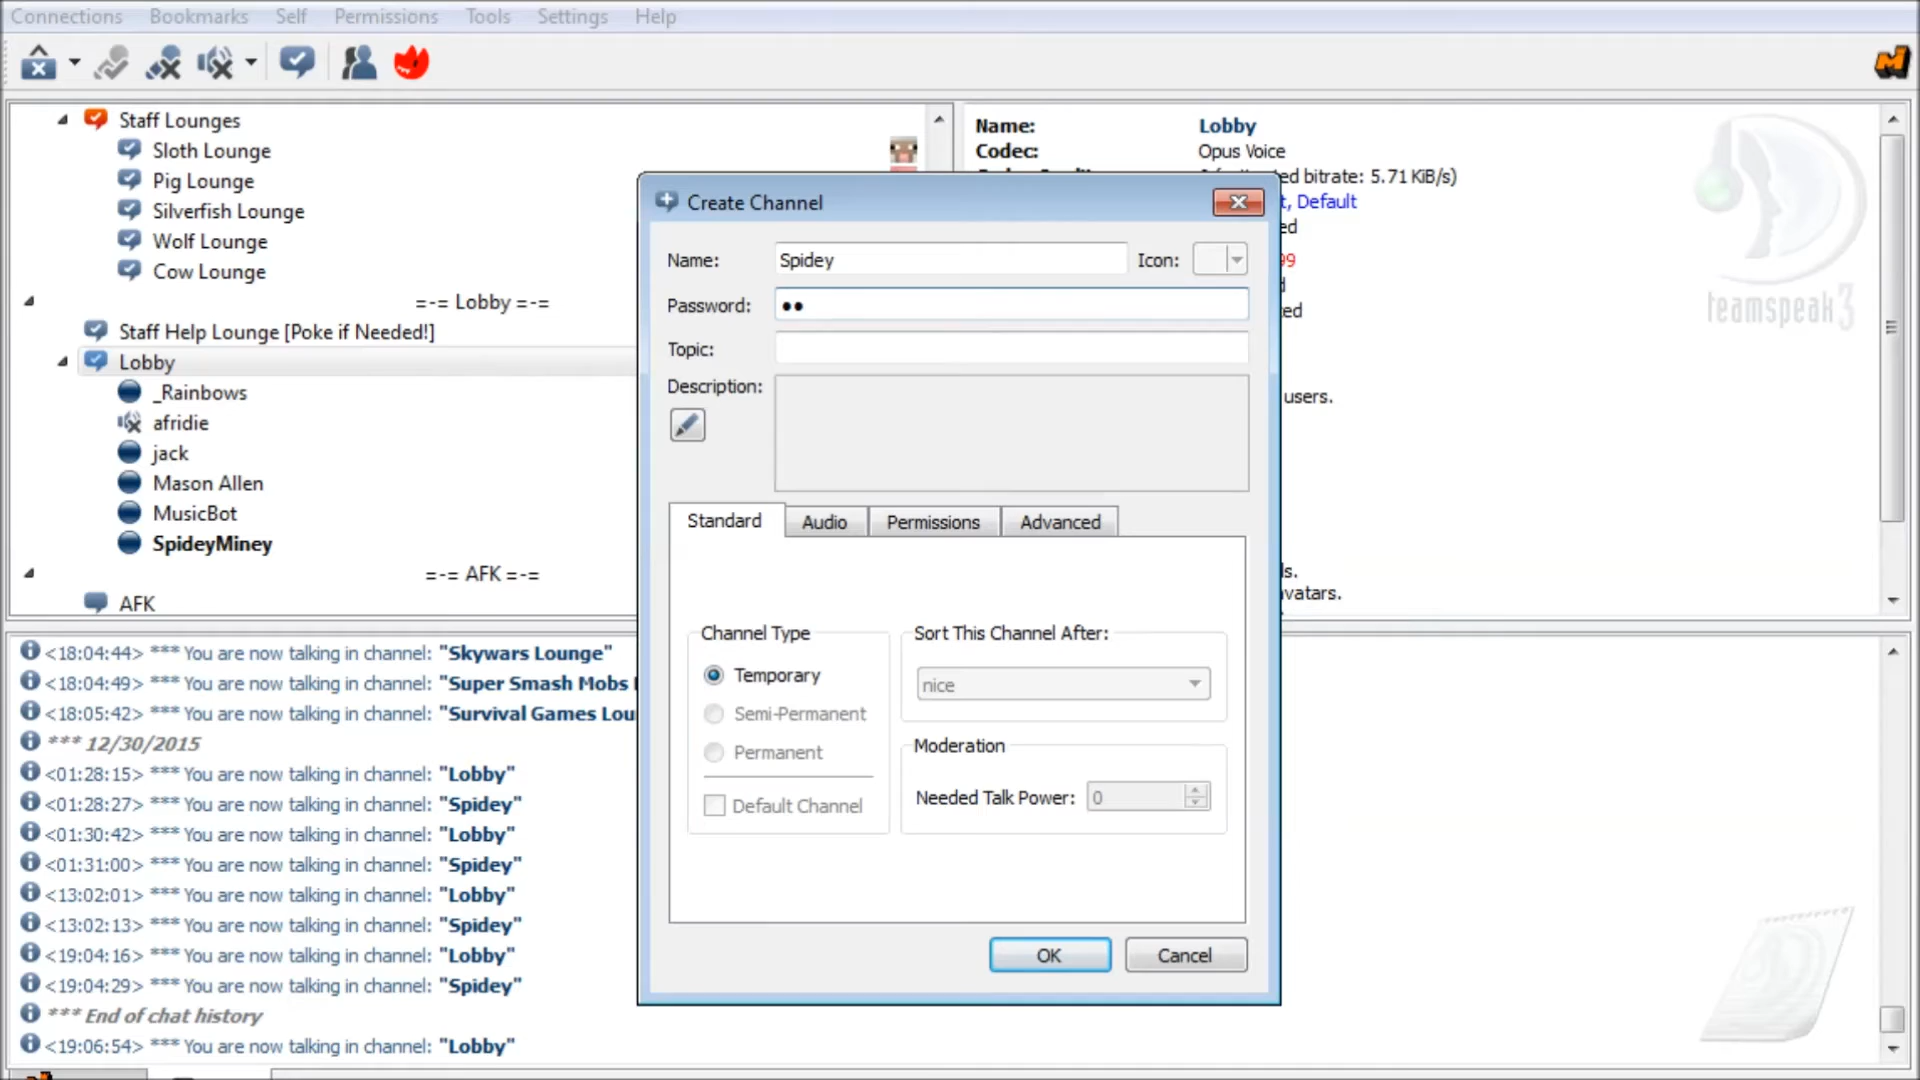 Connections Bookmarks Self Permissions Tools Settings Help
Staff Lounges
Sloth Lounge
Pig Lounge
Silverfish Lounge
Wolf Lounge
Cow Lounge
=-= Lobby =-=
Staff Help Lounge [Poke if Needed!]
Lobby
_Rainbows
afridie
jack
Mason Allen
MusicBot
SpideyMiney
=-= AFK =-=
AFK
Name: Lobby
Codec: Opus Voice
ed bitrate: 5.71 KiB/s)
t, Default
ed
99
d
ted
users.
ls.
avatars.
teamspeak 3
Create Channel
Name: Spidey Icon:
Password: ●●
Topic:
Description:
Standard Audio Permissions Advanced
Channel Type
Temporary
Semi-Permanent
Permanent
Default Channel
Sort This Channel After:
nice
Moderation
Needed Talk Power: 0
OK Cancel
<18:04:44> *** You are now talking in channel: "Skywars Lounge"
<18:04:49> *** You are now talking in channel: "Super Smash Mobs
<18:05:42> *** You are now talking in channel: "Survival Games Lou
*** 12/30/2015
<01:28:15> *** You are now talking in channel: "Lobby"
<01:28:27> *** You are now talking in channel: "Spidey"
<01:30:42> *** You are now talking in channel: "Lobby"
<01:31:00> *** You are now talking in channel: "Spidey"
<13:02:01> *** You are now talking in channel: "Lobby"
<13:02:13> *** You are now talking in channel: "Spidey"
<19:04:16> *** You are now talking in channel: "Lobby"
<19:04:29> *** You are now talking in channel: "Spidey"
*** End of chat history
<19:06:54> *** You are now talking in channel: "Lobby"